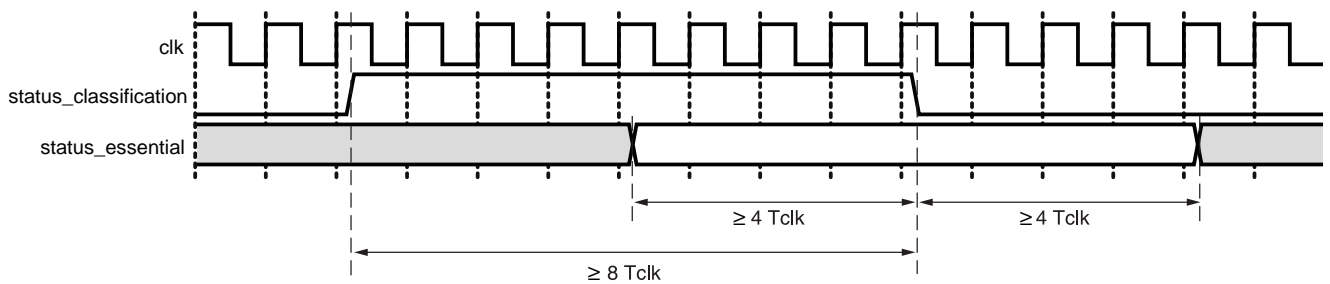 clk
status_classification
status_essential
≥ 4 Tclk ≥ 4 Tclk
≥ 8 Tclk